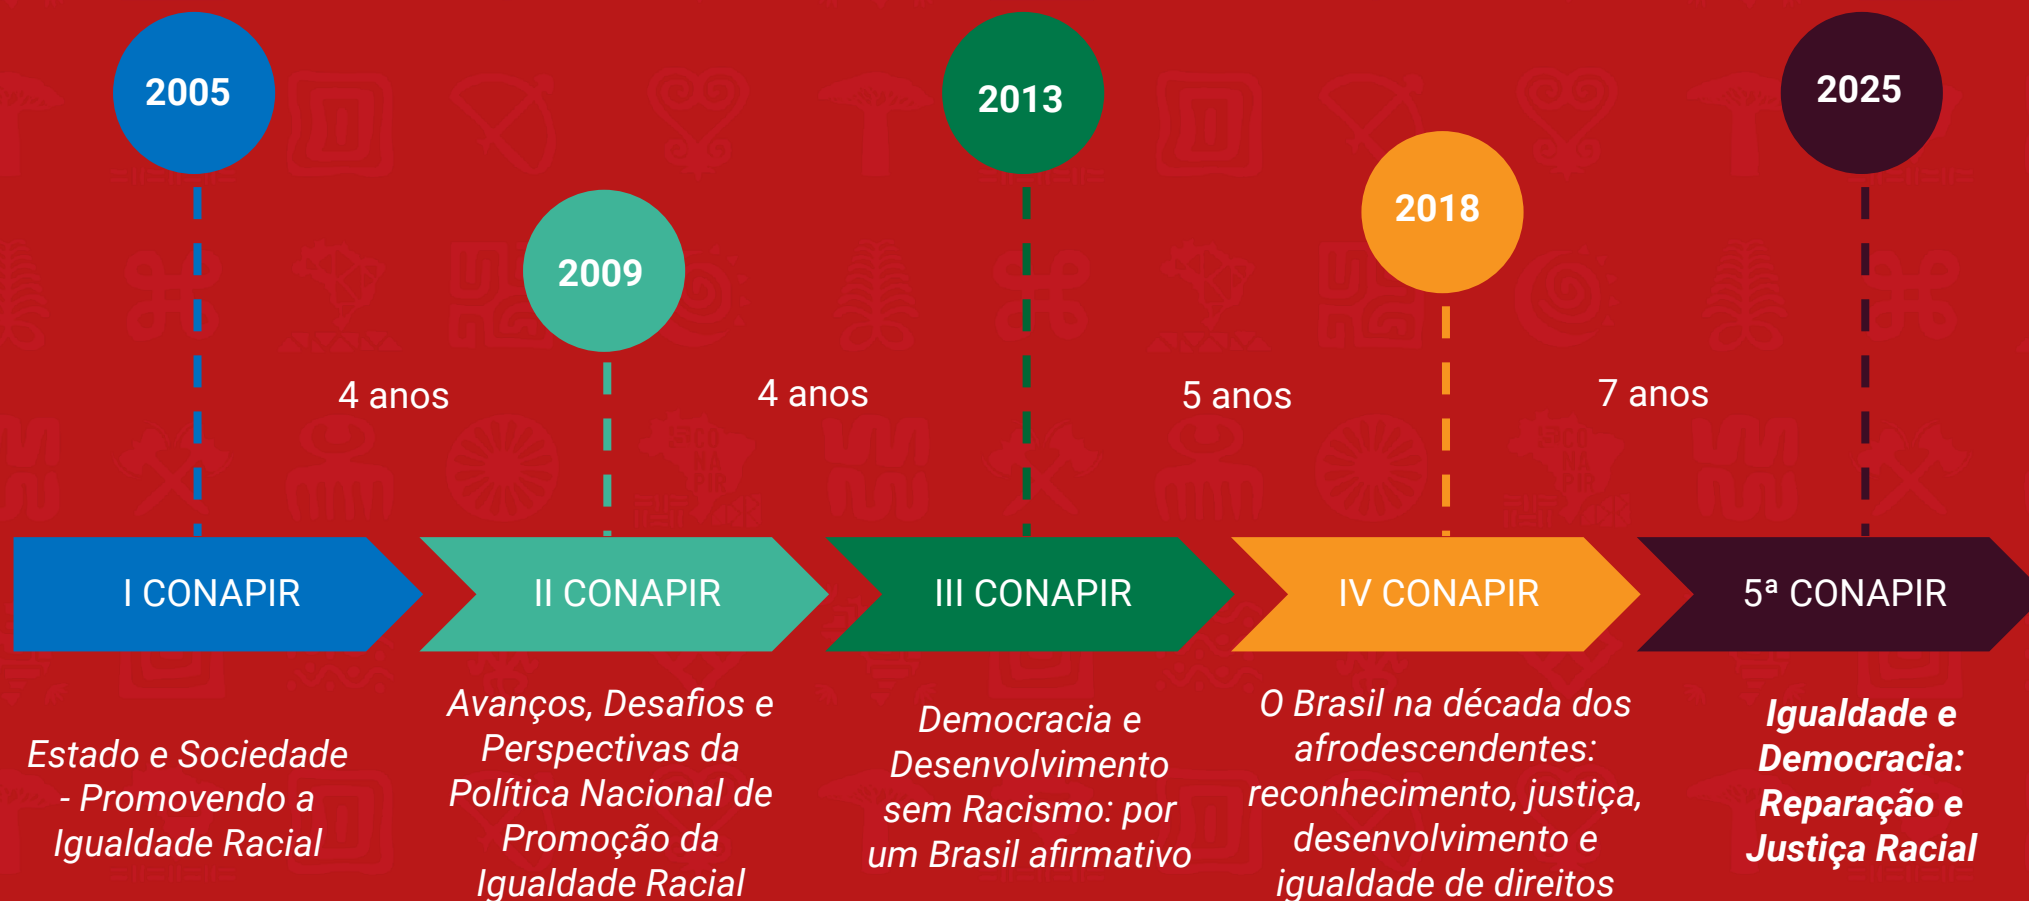 2005
2009
2013
2018
2025
4 anos
4 anos
5 anos
7 anos
I CONAPIR
II CONAPIR
III CONAPIR
IV CONAPIR
5ª CONAPIR
Estado e Sociedade
- Promovendo a
Igualdade Racial
Avanços, Desafios e
Perspectivas da
Política Nacional de
Promoção da
Igualdade Racial
Democracia e
Desenvolvimento
sem Racismo: por
um Brasil afirmativo
O Brasil na década dos
afrodescendentes:
reconhecimento, justiça,
desenvolvimento e
igualdade de direitos
Igualdade e
Democracia:
Reparação e
Justiça Racial